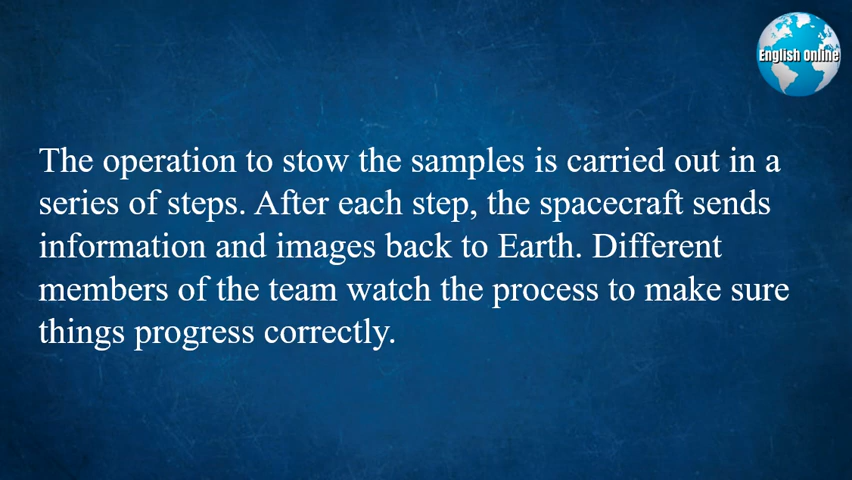 English Online
The operation to stow the samples is carried out in a
series of steps. After each step, the spacecraft sends
information and images back to Earth. Different
members of the team watch the process to make sure
things progress correctly.